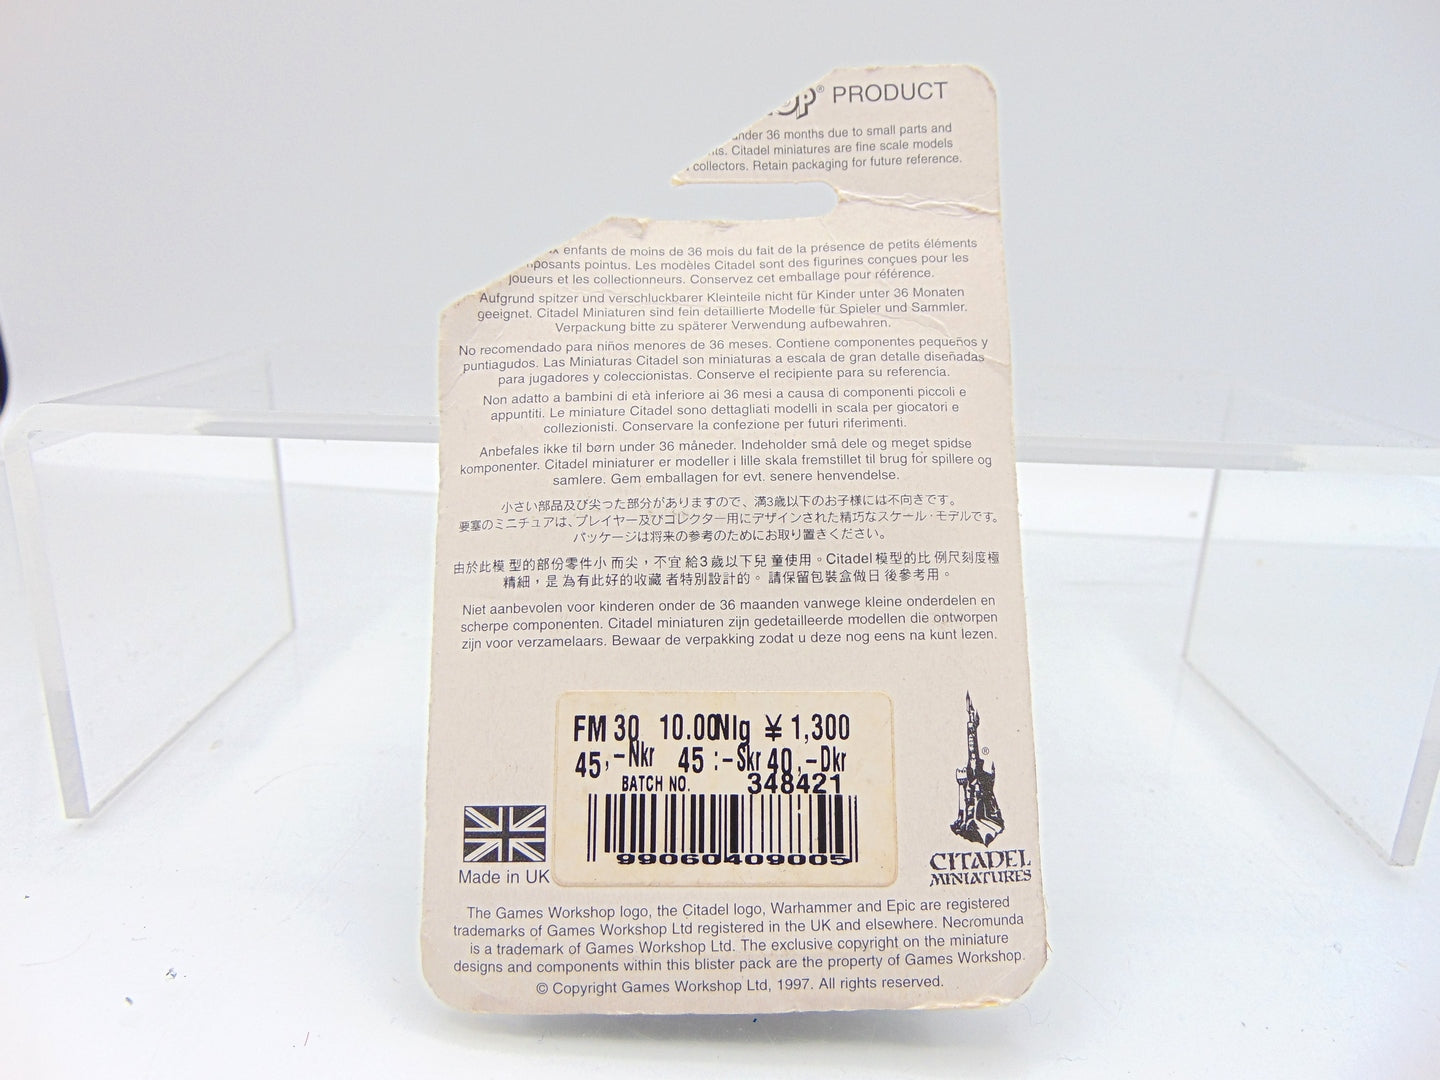 OP® PRODUCT
under 36 months due to small parts and
nts. Citadel miniatures are fine scale models
collectors. Retain packaging for future reference.
enfants de moins de 36 mois du fait de la présence de petits éléments
mposants pointus. Les modèles Citadel sont des figurines conçues pour les
joueurs et les collectionneurs. Conservez cet emballage pour référence.
Aufgrund spitzer und verschluckbarer Kleinteile nicht für Kinder unter 36 Monaten
geeignet. Citadel Miniaturen sind fein detaillierte Modelle für Spieler und Sammler.
Verpackung bitte zu späterer Verwendung aufbewahren.
No recomendado para niños menores de 36 meses. Contiene componentes pequeños y
puntiagudos. Las Miniaturas Citadel son miniaturas a escala de gran detalle diseñadas
para jugadores y coleccionistas. Conserve el recipiente para su referencia.
Non adatto a bambini di età inferiore ai 36 mesi a causa di componenti piccoli e
appuntiti. Le miniature Citadel sono dettagliati modelli in scala per giocatori e
collezionisti. Conservare la confezione per futuri riferimenti.
Anbefales ikke til børn under 36 måneder. Indeholder små dele og meget spidse
komponenter. Citadel miniaturer er modeller i lille skala fremstillet til brug for spillere og
samlere. Gem emballagen for evt. senere henvendelse.
小さい部品及び尖った部分がありますので、満3歳以下のお子様には不向きです。
要塞のミニチュアは、プレイヤー及びコレクター用にデザインされた精巧なスケール・モデルです。
パッケージは将来の参考のためにお取り置きください。
由於此模型的部份零件小而尖，不宜給3歲以下兒童使用。Citadel模型的比例尺刻度極
精細，是為有此好的收藏者特別設計的。請保留包裝盒做日後參考用。
Niet aanbevolen voor kinderen onder de 36 maanden vanwege kleine onderdelen en
scherpe componenten. Citadel miniaturen zijn gedetailleerde modellen die ontworpen
zijn voor verzamelaars. Bewaar de verpakking zodat u deze nog eens na kunt lezen.
FM 30 10.00Nlg ¥ 1,300
45,-Nkr 45:-Skr 40,-Dkr
BATCH NO. 348421
99060409005
Made in UK
®
CITADEL
MINIATURES
The Games Workshop logo, the Citadel logo, Warhammer and Epic are registered
trademarks of Games Workshop Ltd registered in the UK and elsewhere. Necromunda
is a trademark of Games Workshop Ltd. The exclusive copyright on the miniature
designs and components within this blister pack are the property of Games Workshop.
© Copyright Games Workshop Ltd, 1997. All rights reserved.